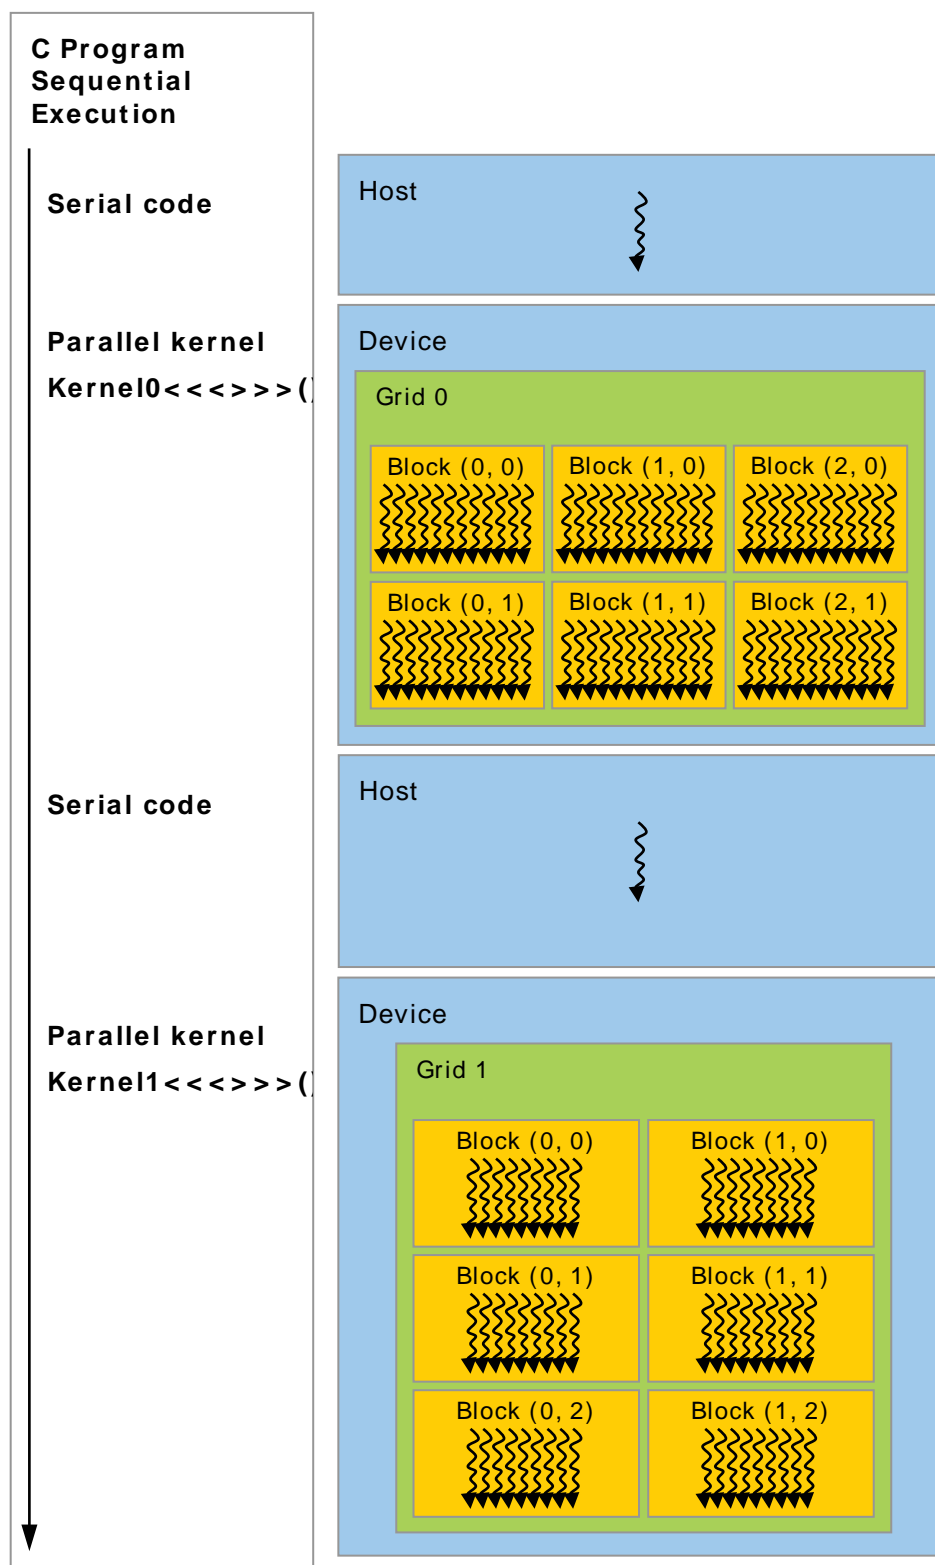 C Program
Sequential
Execution
Serial code
Host
Parallel kernel
Kernel0<<<>>>()
Device
Grid 0
Block (0, 0) Block (1, 0) Block (2, 0)
Block (0, 1) Block (1, 1) Block (2, 1)
Serial code
Host
Parallel kernel
Kernel1<<<>>>()
Device
Grid 1
Block (0, 0) Block (1, 0)
Block (0, 1) Block (1, 1)
Block (0, 2) Block (1, 2)